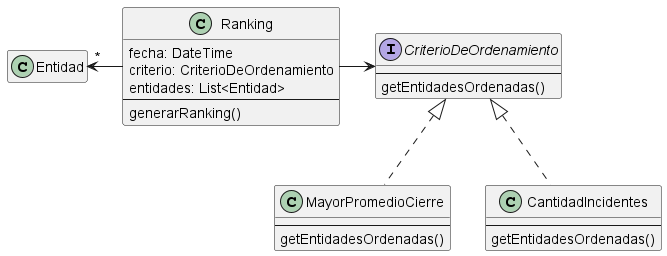 C Ranking
fecha: DateTime
criterio: CriterioDeOrdenamiento
entidades: List<Entidad>
generarRanking()
*
C Entidad
I CriterioDeOrdenamiento
getEntidadesOrdenadas()
C MayorPromedioCierre
getEntidadesOrdenadas()
C CantidadIncidentes
getEntidadesOrdenadas()